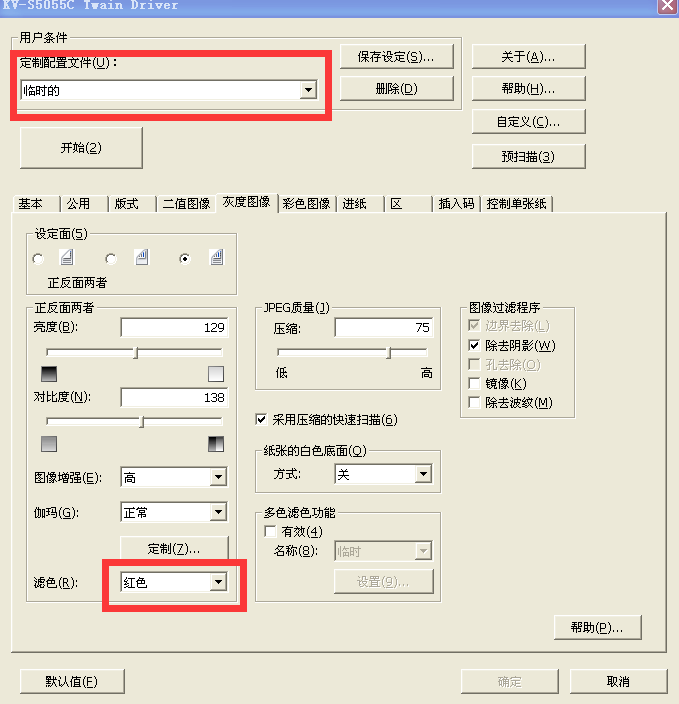 KV-S5055C Twain Driver
用户条件
定制配置文件(U)：
临时的
保存设定(S)...
删除(D)
关于(A)...
帮助(H)...
自定义(C)...
预扫描(3)
开始(2)
基本 公用 版式 二值图像 灰度图像 彩色图像 进纸 区 插入码 控制单张纸
设定面(5)
正反面两者
正反面两者
亮度(B): 129
对比度(N): 138
图像增强(E): 高
伽玛(G): 正常
定制(7)...
滤色(R): 红色
JPEG质量(J)
压缩: 75
低 高
采用压缩的快速扫描(6)
纸张的白色底面(O)
方式: 关
多色滤色功能
有效(4)
名称(8): 临时
设置(9)...
图像过滤程序
边界去除(L)
除去阴影(W)
孔去除(O)
镜像(K)
除去波纹(M)
帮助(P)...
默认值(F)
确定
取消